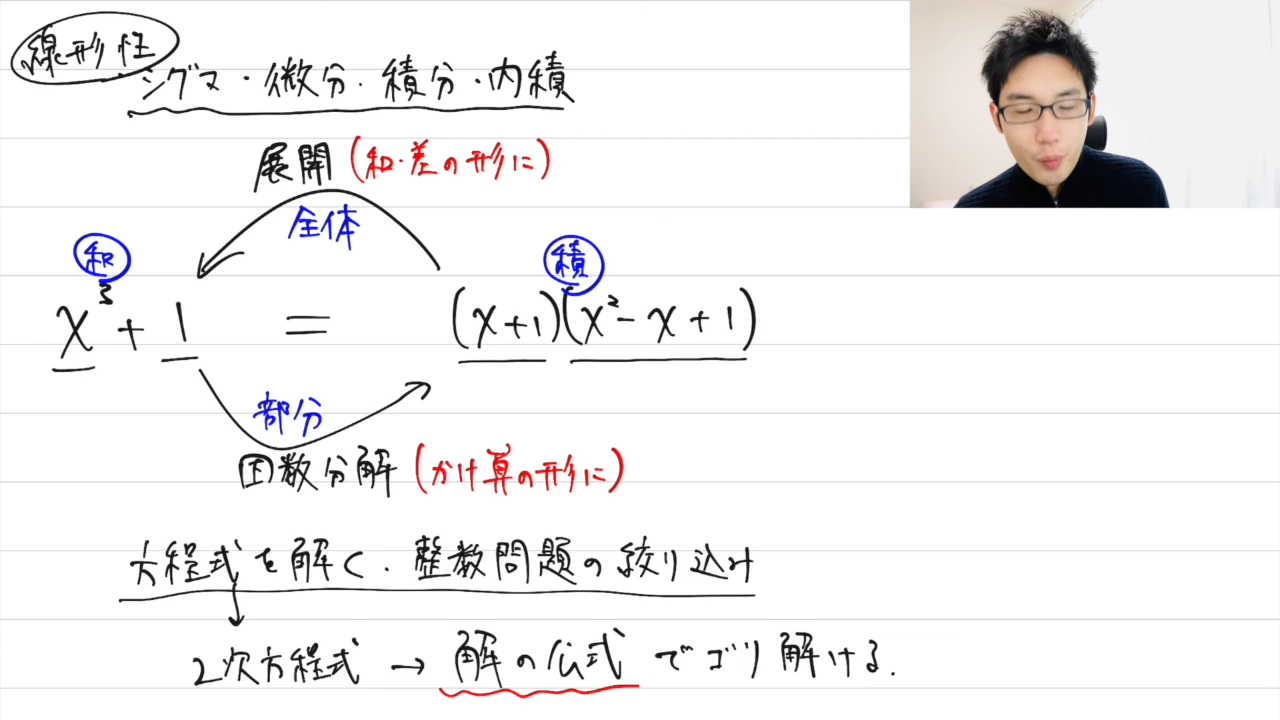 線形性
シグマ・微分・積分・内積
展開 (和・差の形に)
全体
和 積
x³ + 1 = (x+1)(x²-x+1)
部分
因数分解 (かけ算の形に)
方程式を解く・整数問題の絞り込み
2次方程式 → 解の公式 でゴリ解ける.